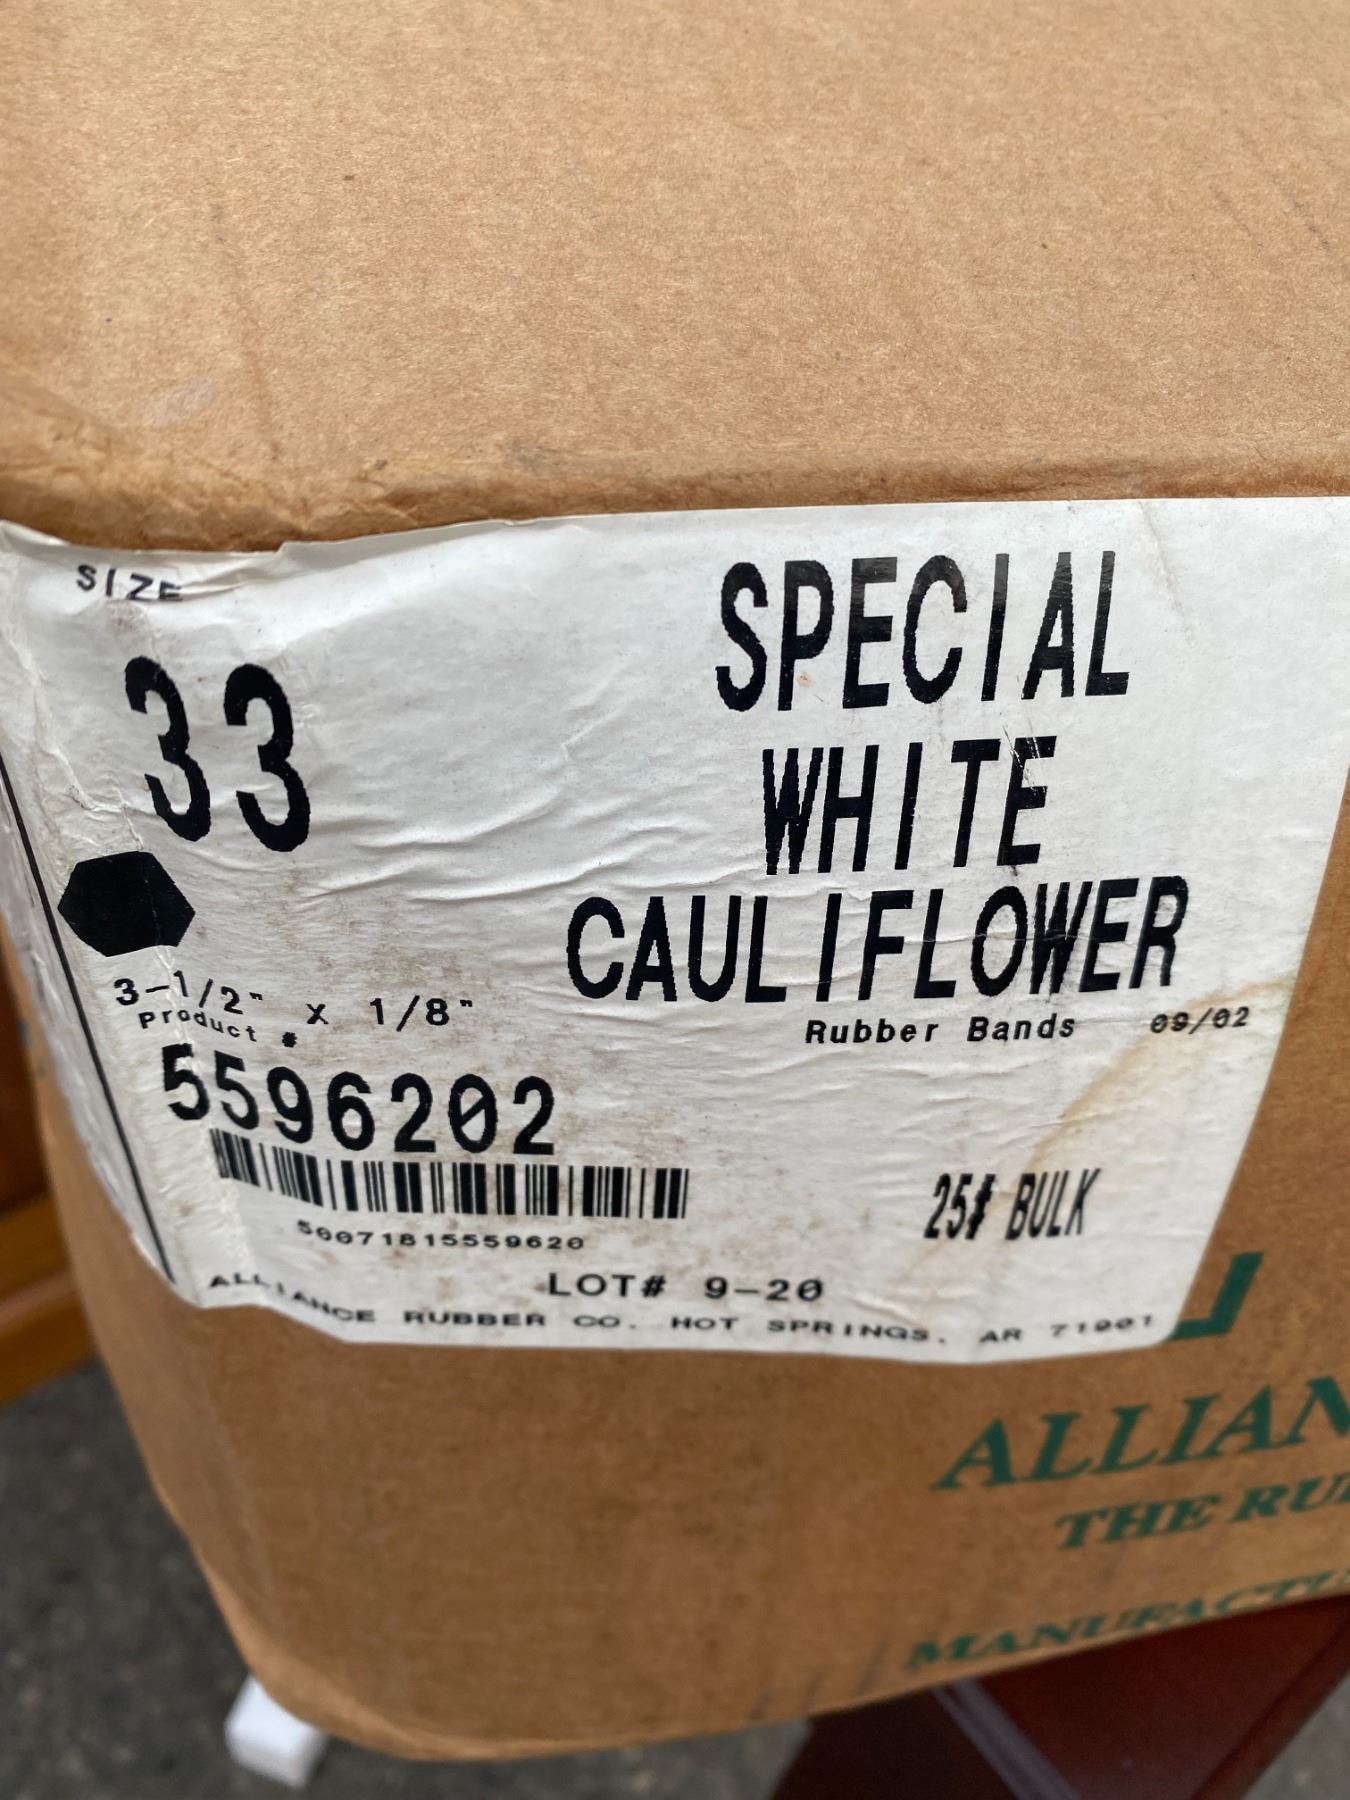 SIZE
33
SPECIAL
WHITE
CAULIFLOWER
3-1/2" x 1/8"
Rubber Bands 09/02
Product #
5596202
50071815559620
25# BULK
LOT# 9-20
ALLIANCE RUBBER CO. HOT SPRINGS, AR 71901
ALLIAN
THE RU
MANUFACTU